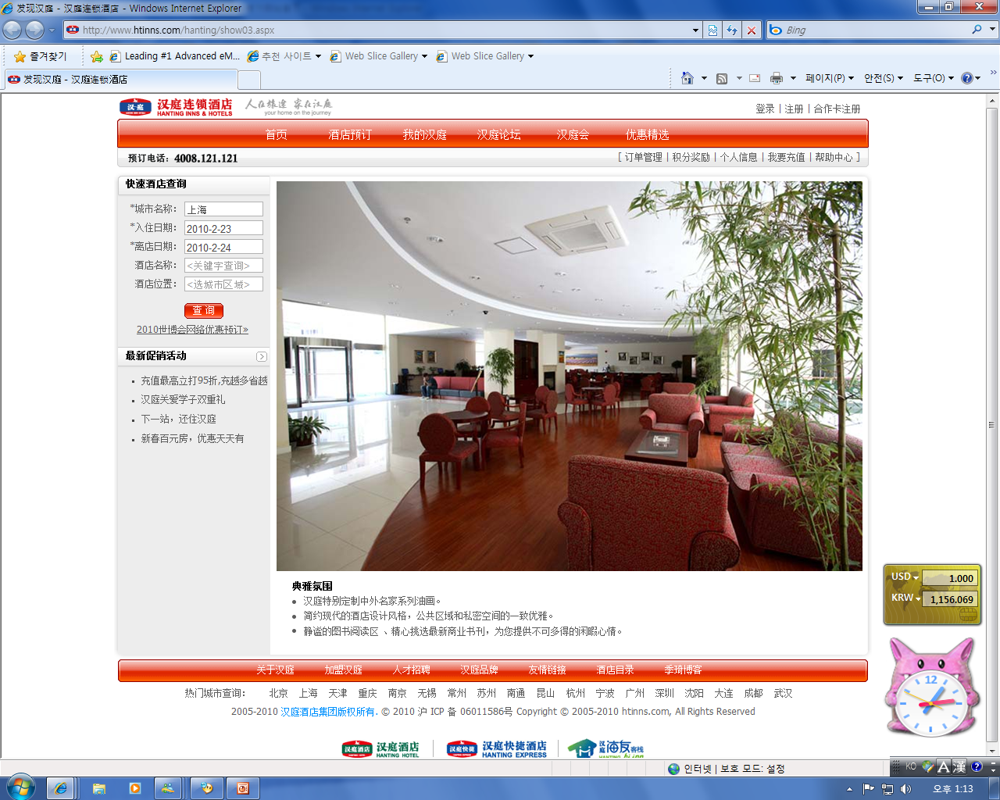 发现汉庭 - 汉庭连锁酒店 - Windows Internet Explorer
http://www.htinns.com/hanting/show03.aspx
Bing
즐겨찾기
Leading #1 Advanced eM...
추천 사이트
Web Slice Gallery
Web Slice Gallery
发现汉庭 - 汉庭连锁酒店
페이지(P)
안전(S)
도구(O)
汉庭
汉庭连锁酒店
HANTING INNS & HOTELS
人在旅途 家在汉庭
your home on the journey
登录 | 注册 | 合作卡注册
首页 酒店预订 我的汉庭 汉庭论坛 汉庭会 优惠精选
预订电话：4008.121.121
[ 订单管理 | 积分奖励 | 个人信息 | 我要充值 | 帮助中心 ]
快速酒店查询
*城市名称： 上海
*入住日期： 2010-2-23
*离店日期： 2010-2-24
酒店名称： <关键字查询>
酒店位置： <选城市区域>
查 询
2010世博会网络优惠预订»
最新促销活动
充值最高立打95折,充越多省越
汉庭关爱学子双重礼
下一站，还住汉庭
新春百元房，优惠天天有
典雅氛围
汉庭特别定制中外名家系列油画。
简约现代的酒店设计风格，公共区域和私密空间的一致优雅。
静谧的图书阅读区 、精心挑选最新商业书刊，为您提供不可多得的闲暇心情。
USD 1.000
KRW 1,156.069
12
关于汉庭 加盟汉庭 人才招聘 汉庭品牌 友情链接 酒店目录 季琦博客
热门城市查询： 北京 上海 天津 重庆 南京 无锡 常州 苏州 南通 昆山 杭州 宁波 广州 深圳 沈阳 大连 成都 武汉
2005-2010 汉庭酒店集团版权所有. © 2010 沪 ICP 备 06011586号 Copyright © 2005-2010 htinns.com, All Rights Reserved
汉庭 汉庭酒店
HANTING HOTEL
汉庭快捷 汉庭快捷酒店
HANTING EXPRESS
汉庭 海友客栈
HANTING hi inn
인터넷 | 보호 모드: 설정
KO A 漢
오후 1:13